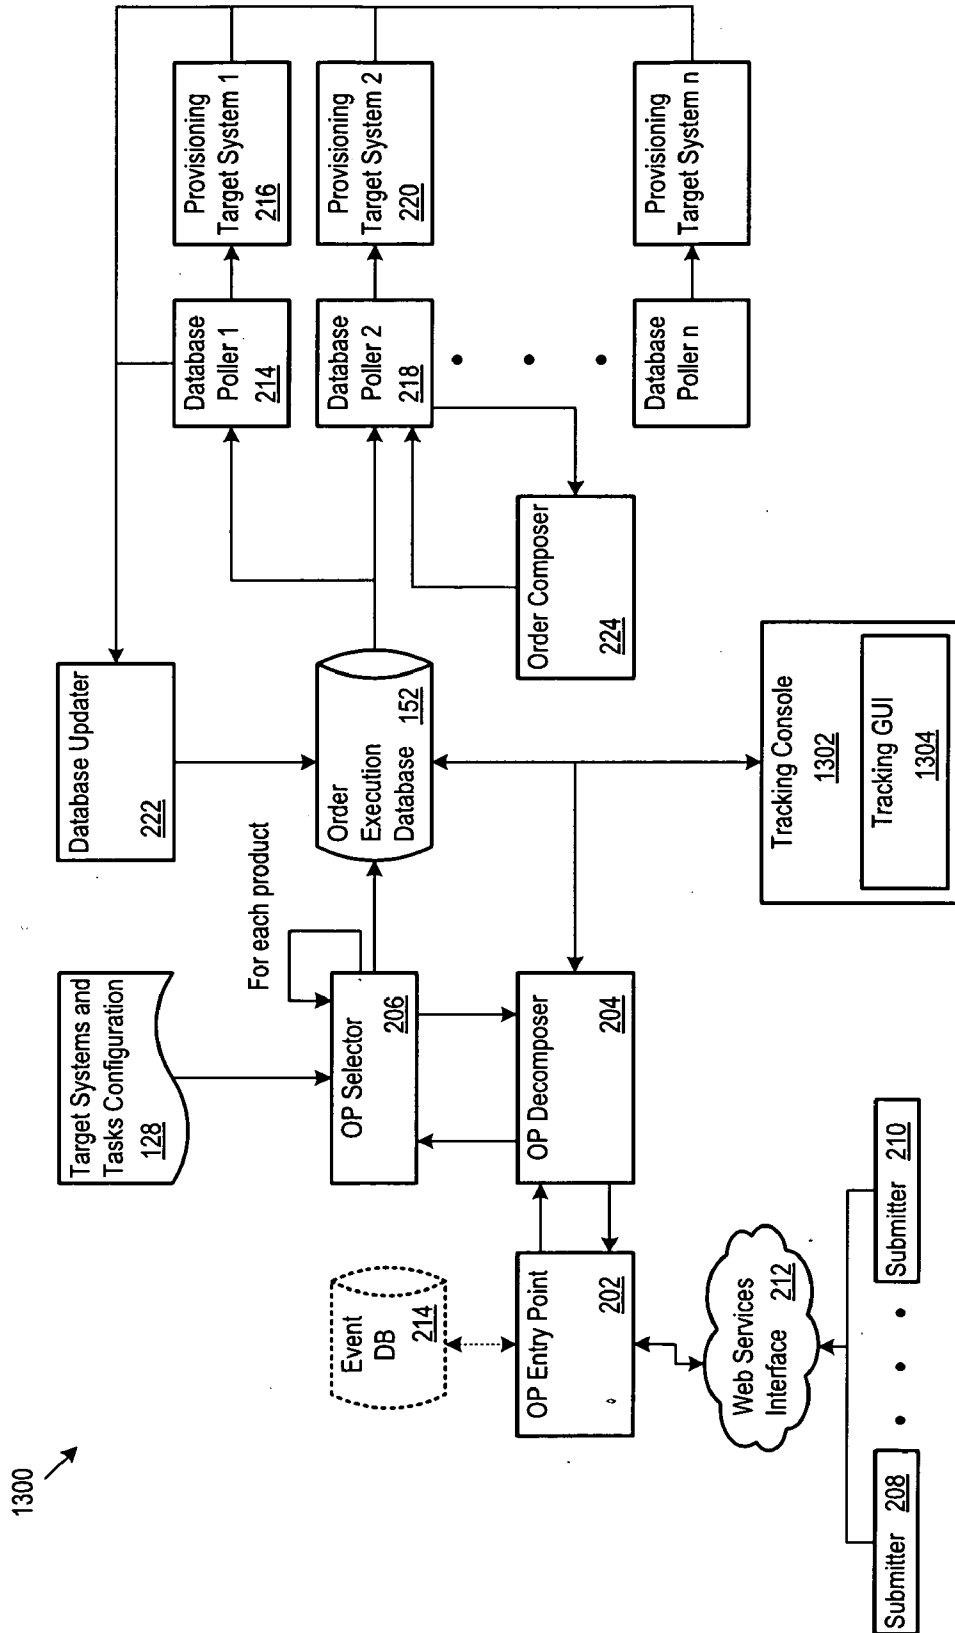 1300
Target Systems and
Tasks Configuration
128
For each product
OP Selector
206
OP Decomposer
204
Event
DB
214
OP Entry Point
202
Web Services
Interface
212
Submitter 208
Submitter 210
Database Updater
222
Order
Execution
Database
152
Order Composer
224
Tracking Console
1302
Tracking GUI
1304
Database
Poller 1
214
Database
Poller 2
218
Database
Poller n
Provisioning
Target System 1
216
Provisioning
Target System 2
220
Provisioning
Target System n